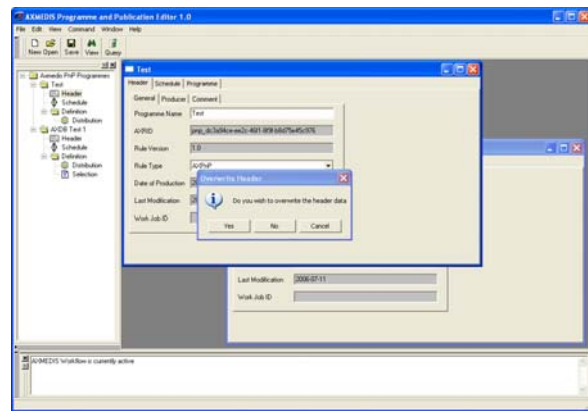 AXMEDIS Programme and Publication Editor 1.0
File Edit View Command Window Help
New Open Save View Query
Axmedis PnP Programmes
Test
Header
Schedule
Definition
Distribution
AXDB Test 1
Header
Schedule
Definition
Distribution
Selection
Test
Header Schedule Programme
General Producer Comment
Programme Name Test
AXRID
Rule Version 1.0
Rule Type AXPnP
Date of Production
Last Modification
Work Job ID
Overwrite Header
Do you wish to overwrite the header data
Yes No Cancel
Last Modification 2006-07-11
Work Job ID
AXMEDIS Workflow is currently active